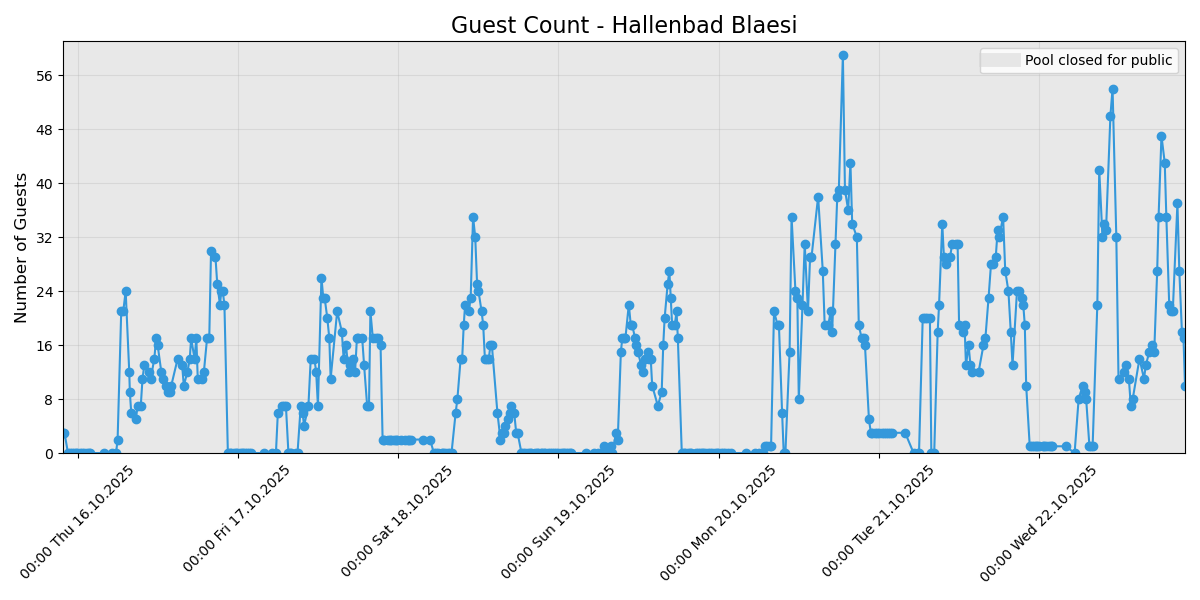 Guest Count - Hallenbad Blaesi
Pool closed for public
Number of Guests
56
48
40
32
24
16
8
0
00:00 Thu 16.10.2025
00:00 Fri 17.10.2025
00:00 Sat 18.10.2025
00:00 Sun 19.10.2025
00:00 Mon 20.10.2025
00:00 Tue 21.10.2025
00:00 Wed 22.10.2025